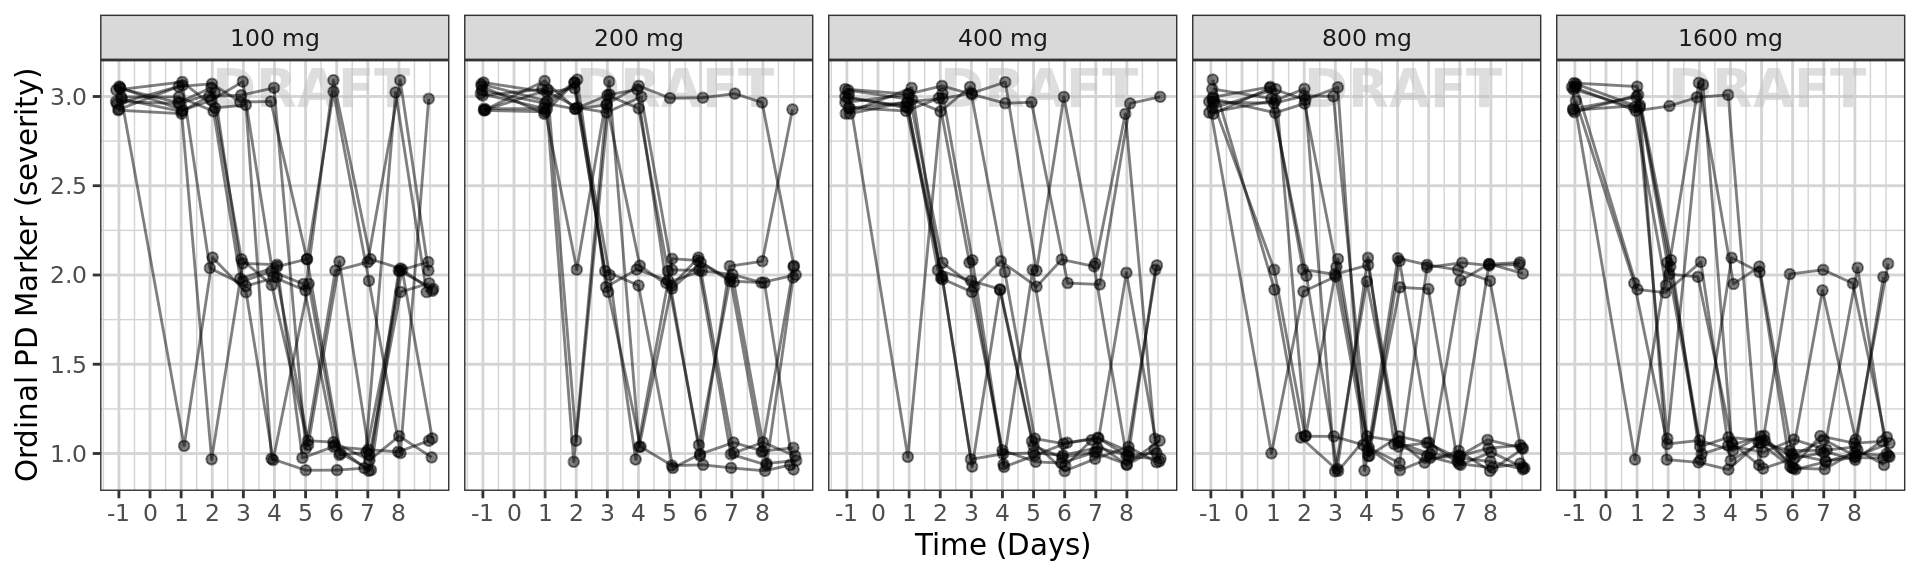 100 mg
200 mg
400 mg
800 mg
1600 mg
DRAFT
DRAFT
DRAFT
DRAFT
DRAFT
Ordinal PD Marker (severity)
3.0
2.5
2.0
1.5
1.0
-1 0 1 2 3 4 5 6 7 8
-1 0 1 2 3 4 5 6 7 8
-1 0 1 2 3 4 5 6 7 8
-1 0 1 2 3 4 5 6 7 8
-1 0 1 2 3 4 5 6 7 8
Time (Days)